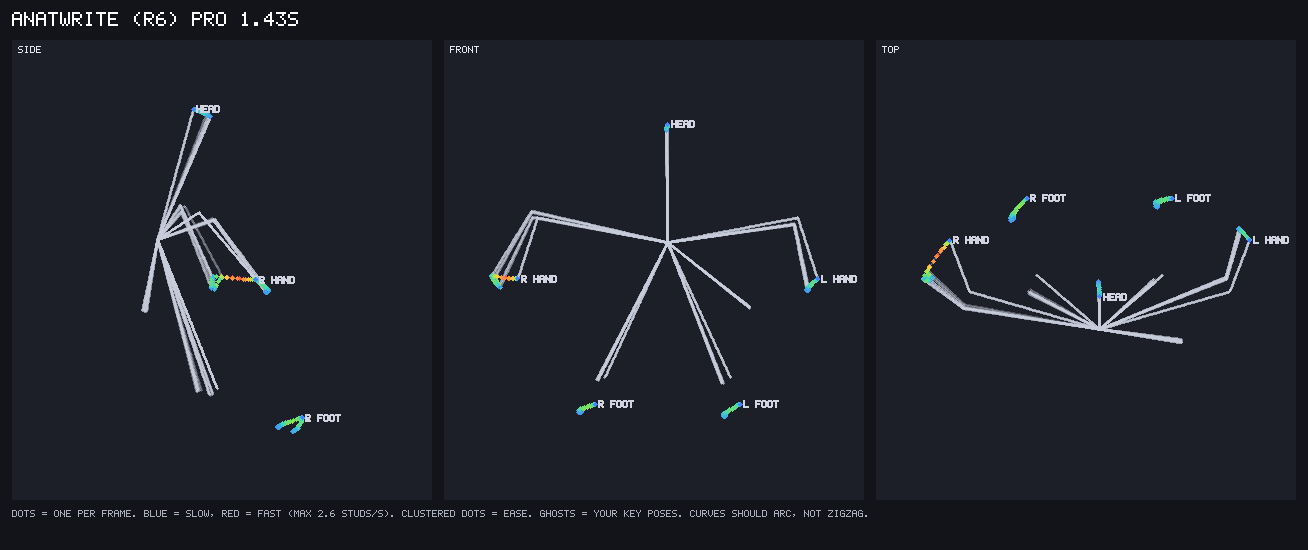 ANATWRITE (R6) PRO 1.43S
SIDE
FRONT
TOP
HEAD
R HAND
R FOOT
HEAD
R HAND
L HAND
R FOOT
L FOOT
R FOOT
L FOOT
R HAND
L HAND
HEAD
DOTS = ONE PER FRAME. BLUE = SLOW, RED = FAST (MAX 2.6 STUDS/S). CLUSTERED DOTS = EASE. GHOSTS = YOUR KEY POSES. CURVES SHOULD ARC, NOT ZIGZAG.